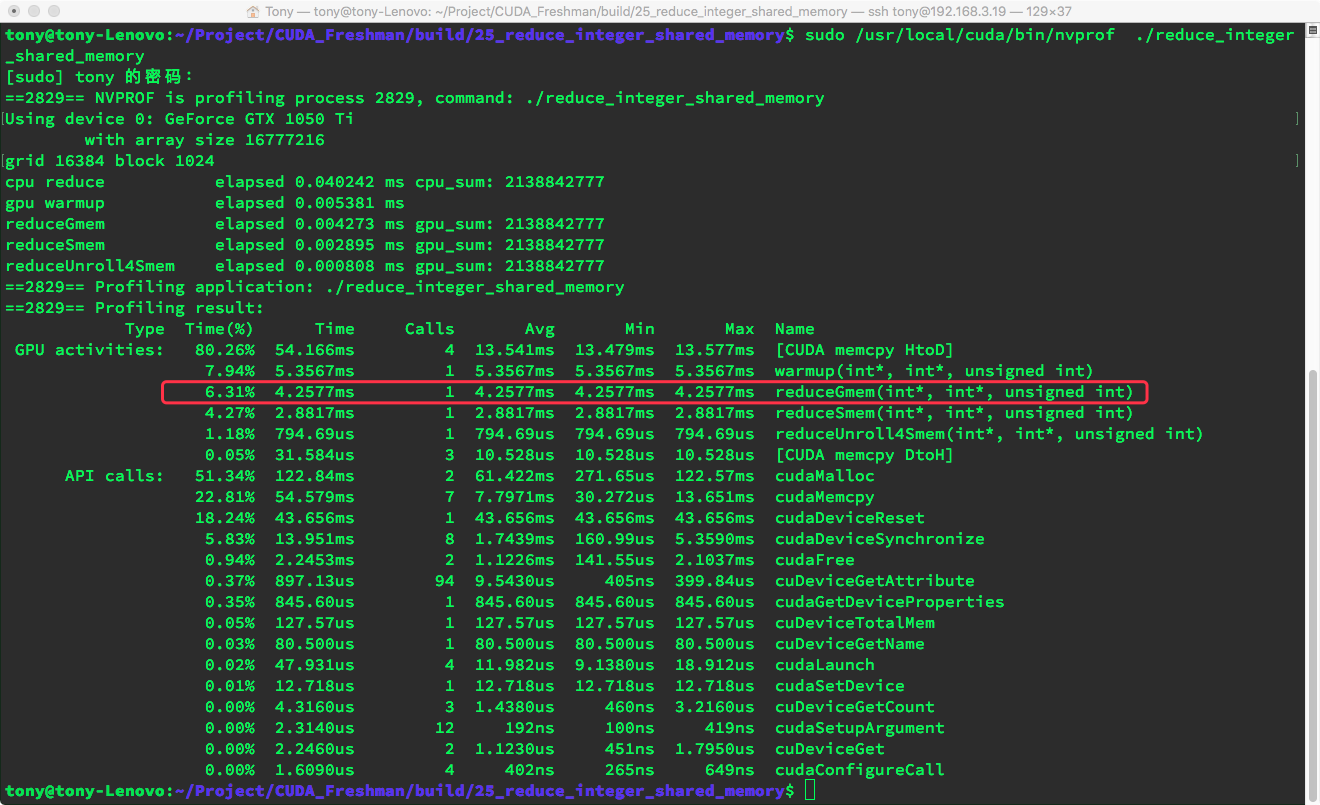 Tony — tony@tony-Lenovo: ~/Project/CUDA_Freshman/build/25_reduce_integer_shared_memory — ssh tony@192.168.3.19 — 129×37
tony@tony-Lenovo:~/Project/CUDA_Freshman/build/25_reduce_integer_shared_memory$ sudo /usr/local/cuda/bin/nvprof  ./reduce_integer
_shared_memory
[sudo] tony 的密码：
==2829== NVPROF is profiling process 2829, command: ./reduce_integer_shared_memory
Using device 0: GeForce GTX 1050 Ti
        with array size 16777216
grid 16384 block 1024
cpu reduce           elapsed 0.040242 ms cpu_sum: 2138842777
gpu warmup           elapsed 0.005381 ms
reduceGmem           elapsed 0.004273 ms gpu_sum: 2138842777
reduceSmem           elapsed 0.002895 ms gpu_sum: 2138842777
reduceUnroll4Smem    elapsed 0.000808 ms gpu_sum: 2138842777
==2829== Profiling application: ./reduce_integer_shared_memory
==2829== Profiling result:
            Type  Time(%)      Time     Calls       Avg       Min       Max  Name
 GPU activities:   80.26%  54.166ms         4  13.541ms  13.479ms  13.577ms  [CUDA memcpy HtoD]
                    7.94%  5.3567ms         1  5.3567ms  5.3567ms  5.3567ms  warmup(int*, int*, unsigned int)
                    6.31%  4.2577ms         1  4.2577ms  4.2577ms  4.2577ms  reduceGmem(int*, int*, unsigned int)
                    4.27%  2.8817ms         1  2.8817ms  2.8817ms  2.8817ms  reduceSmem(int*, int*, unsigned int)
                    1.18%  794.69us         1  794.69us  794.69us  794.69us  reduceUnroll4Smem(int*, int*, unsigned int)
                    0.05%  31.584us         3  10.528us  10.528us  10.528us  [CUDA memcpy DtoH]
      API calls:   51.34%  122.84ms         2  61.422ms  271.65us  122.57ms  cudaMalloc
                   22.81%  54.579ms         7  7.7971ms  30.272us  13.651ms  cudaMemcpy
                   18.24%  43.656ms         1  43.656ms  43.656ms  43.656ms  cudaDeviceReset
                    5.83%  13.951ms         8  1.7439ms  160.99us  5.3590ms  cudaDeviceSynchronize
                    0.94%  2.2453ms         2  1.1226ms  141.55us  2.1037ms  cudaFree
                    0.37%  897.13us        94  9.5430us     405ns  399.84us  cuDeviceGetAttribute
                    0.35%  845.60us         1  845.60us  845.60us  845.60us  cudaGetDeviceProperties
                    0.05%  127.57us         1  127.57us  127.57us  127.57us  cuDeviceTotalMem
                    0.03%  80.500us         1  80.500us  80.500us  80.500us  cuDeviceGetName
                    0.02%  47.931us         4  11.982us  9.1380us  18.912us  cudaLaunch
                    0.01%  12.718us         1  12.718us  12.718us  12.718us  cudaSetDevice
                    0.00%  4.3160us         3  1.4380us     460ns  3.2160us  cuDeviceGetCount
                    0.00%  2.3140us        12     192ns     100ns     419ns  cudaSetupArgument
                    0.00%  2.2460us         2  1.1230us     451ns  1.7950us  cuDeviceGet
                    0.00%  1.6090us         4     402ns     265ns     649ns  cudaConfigureCall
tony@tony-Lenovo:~/Project/CUDA_Freshman/build/25_reduce_integer_shared_memory$